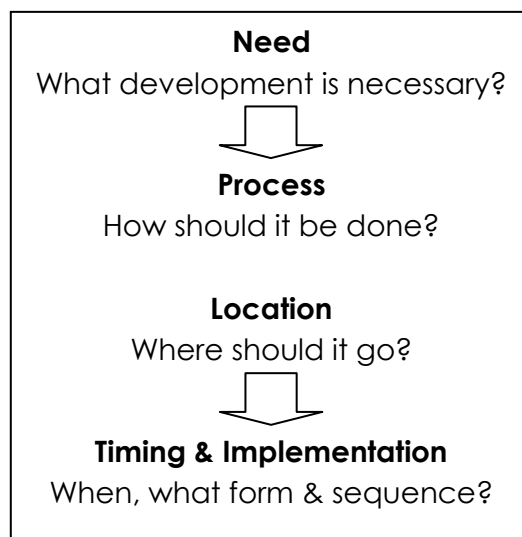 Need
What development is necessary?
Process
How should it be done?
Location
Where should it go?
Timing & Implementation
When, what form & sequence?